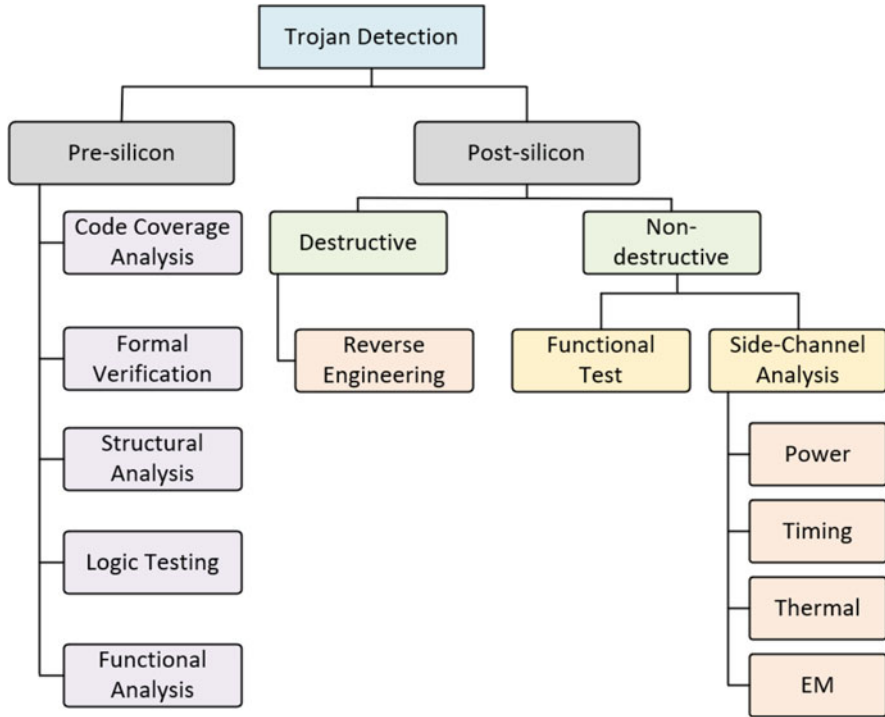 Trojan Detection
Pre-silicon
Post-silicon
Code Coverage
Analysis
Formal
Verification
Structural
Analysis
Logic Testing
Functional
Analysis
Destructive
Reverse
Engineering
Non-
destructive
Functional
Test
Side-Channel
Analysis
Power
Timing
Thermal
EM